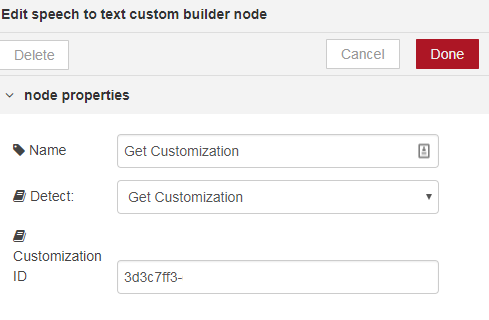 Edit speech to text custom builder node
Delete Cancel Done
node properties
Name Get Customization
Detect: Get Customization
Customization
ID 3d3c7ff3-